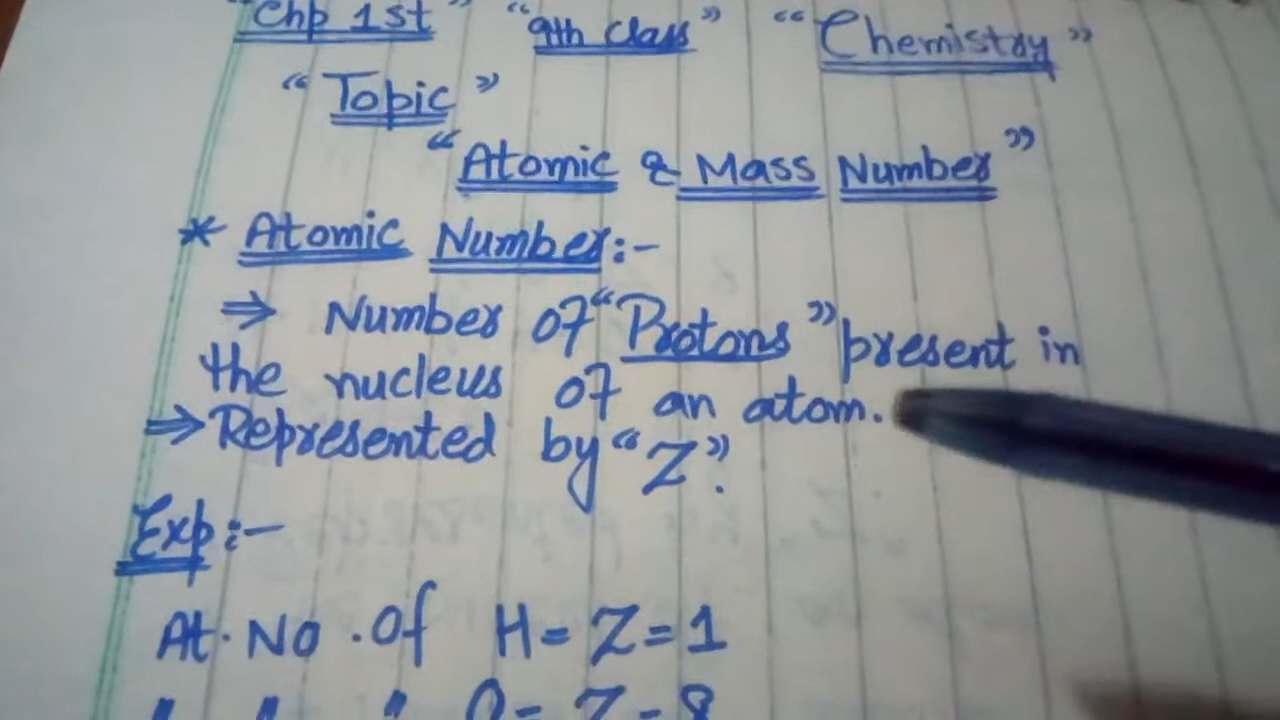 "Chp 1st" "9th Class" "Chemistry"
"Topic"
"Atomic & Mass Number"
* Atomic Number:-
⇒ Number of "Protons" present in
the nucleus of an atom.
⇒ Represented by "Z".
Exp:-
At. No. of H = Z = 1
" " " O = Z = 8